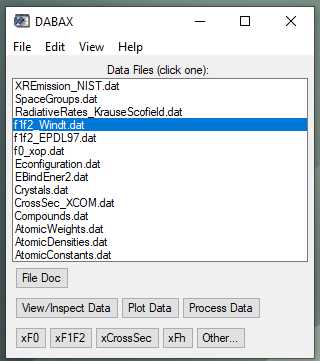 DABAX
File Edit View Help
Data Files (click one):
XREmission_NIST.dat
SpaceGroups.dat
RadiativeRates_KrauseScofield.dat
f1f2_Windt.dat
f1f2_EPDL97.dat
f0_xop.dat
Econfiguration.dat
EBindEner2.dat
Crystals.dat
CrossSec_XCOM.dat
Compounds.dat
AtomicWeights.dat
AtomicDensities.dat
AtomicConstants.dat
File Doc
View/Inspect Data Plot Data Process Data
xF0 xF1F2 xCrossSec xFh Other...